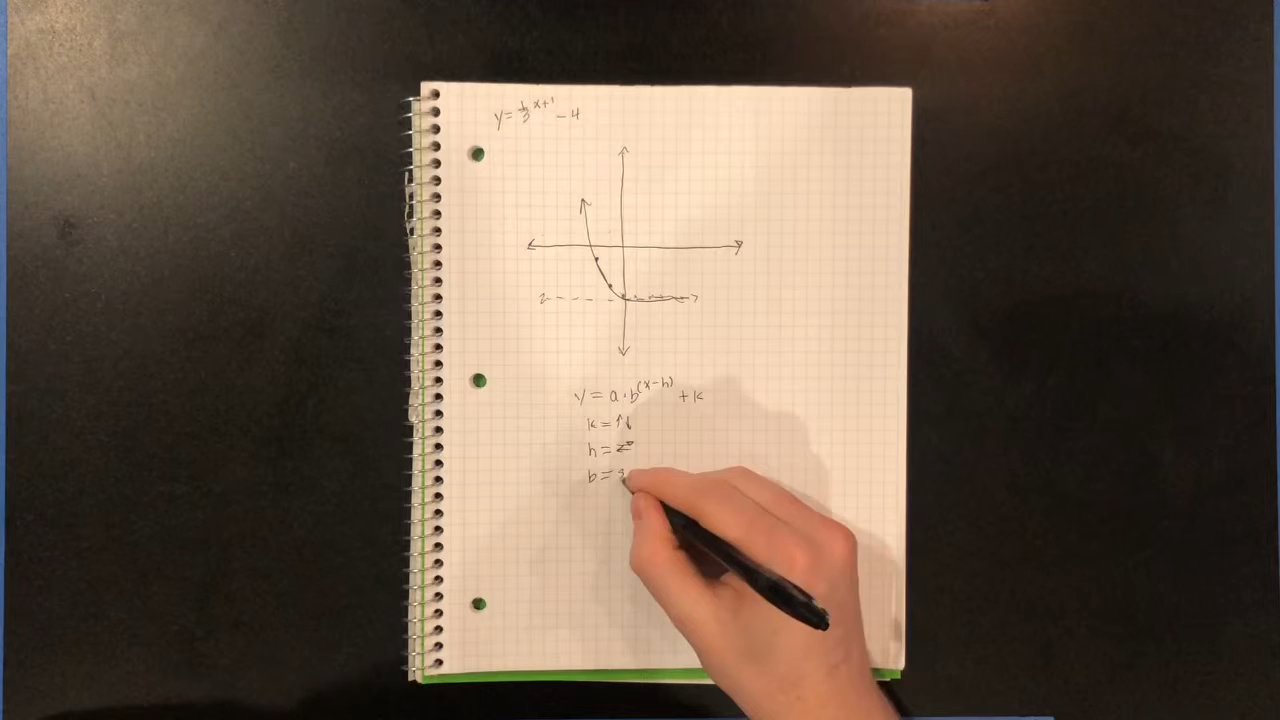 y = 1/3^(x+1) - 4
y = a · b^(x-h) + k
k = ↑↓
h = ⇄
b =